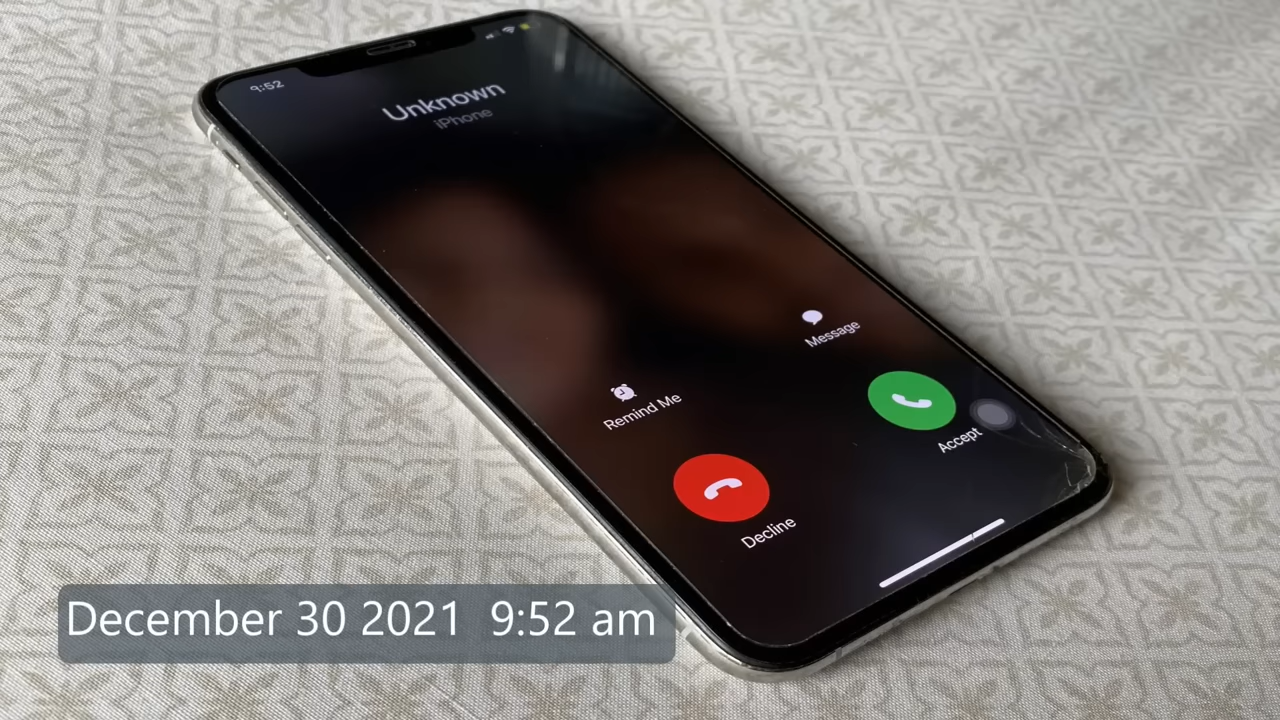 9:52
Unknown
iPhone
Message
Remind Me
Accept
Decline
December 30 2021 9:52 am